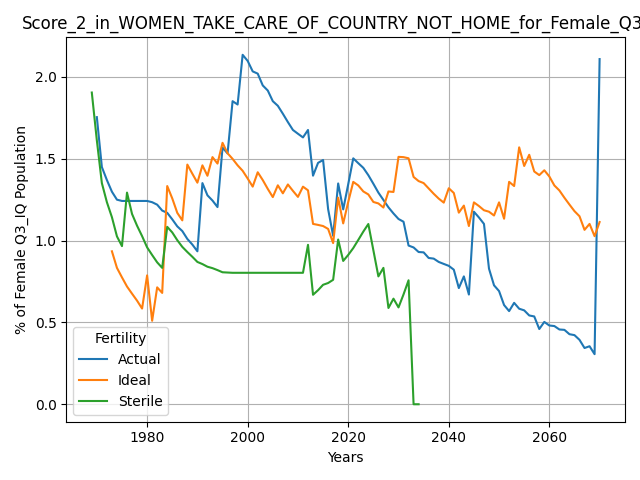 Score_2_in_WOMEN_TAKE_CARE_OF_COUNTRY_NOT_HOME_for_Female_Q3
2.0
1.5
1.0
0.5
0.0
% of Female Q3_IQ Population
Fertility
Actual
Ideal
Sterile
1980 2000 2020 2040 2060
Years